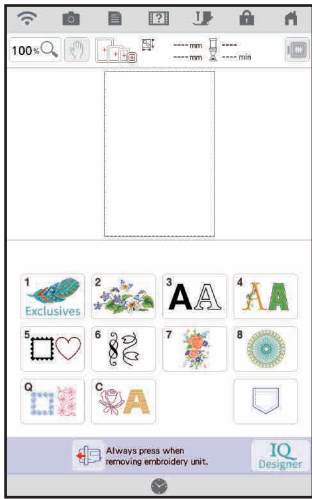 100%
---- mm ----
---- mm ---- min
1 2 3 4
AA AA
Exclusives
5 6 7 8
Q C
A
Always press when
removing embroidery unit.
IQ
Designer